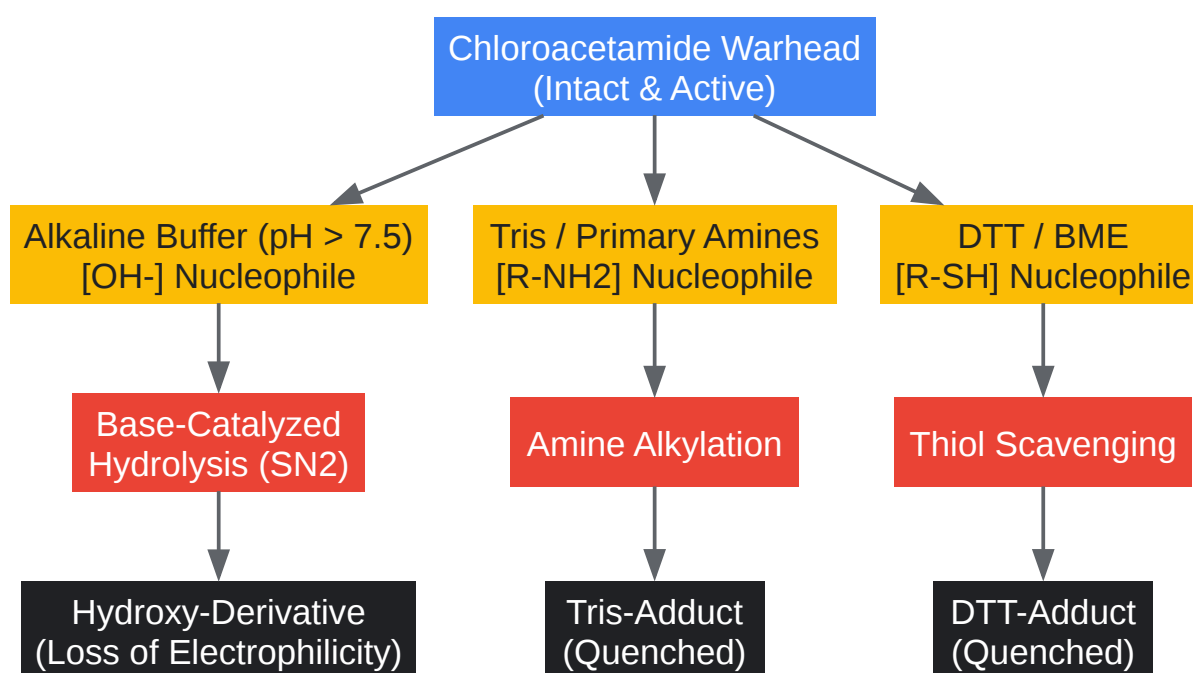 Chloroacetamide Warhead
(Intact & Active)
Alkaline Buffer (pH > 7.5)
[OH-] Nucleophile
Tris / Primary Amines
[R-NH2] Nucleophile
DTT / BME
[R-SH] Nucleophile
Base-Catalyzed
Hydrolysis (SN2)
Amine Alkylation
Thiol Scavenging
Hydroxy-Derivative
(Loss of Electrophilicity)
Tris-Adduct
(Quenched)
DTT-Adduct
(Quenched)